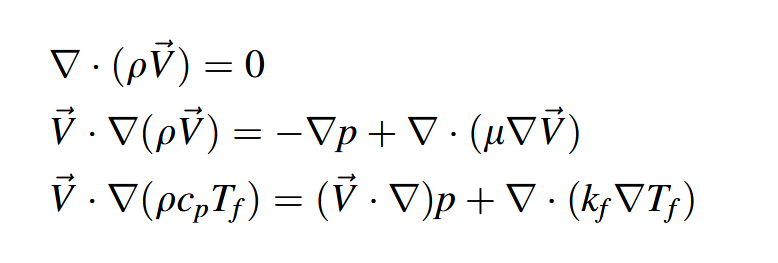 ∇ · (ρV⃗) = 0
V⃗ · ∇(ρV⃗) = −∇p + ∇ · (μ∇V⃗)
V⃗ · ∇(ρc_pT_f) = (V⃗ · ∇)p + ∇ · (k_f∇T_f)